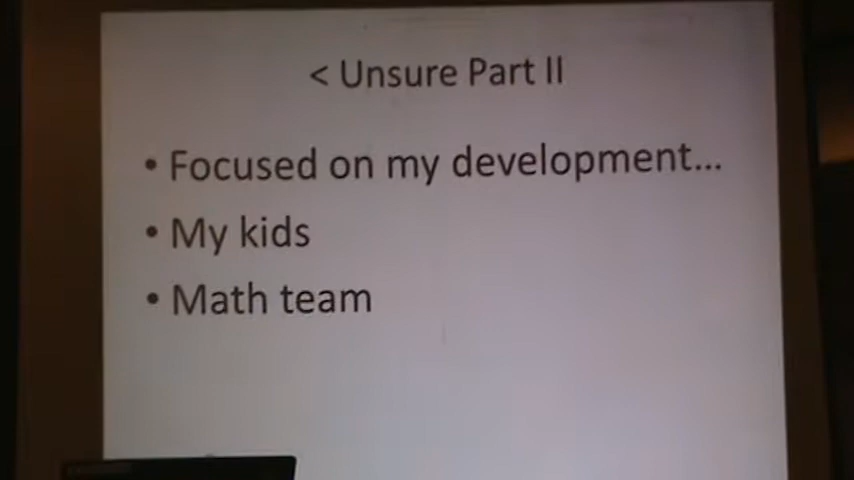 < Unsure Part II
• Focused on my development...
• My kids
• Math team